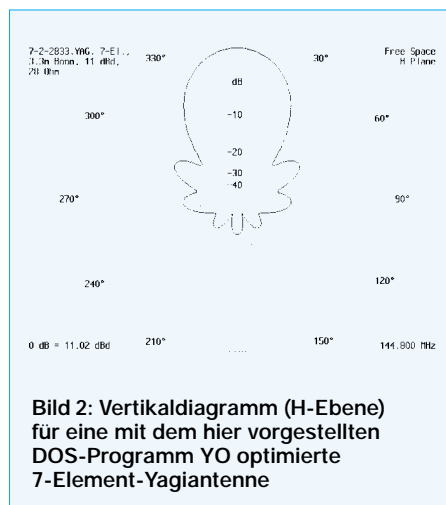 7-2-2833.YAG, 7-El.,
3.3m Boom, 11 dBd,
28 Ohm
330°
30°
Free Space
H Plane
dB
-10
-20
-30
-40
300°
60°
270°
90°
240°
120°
0 dB = 11.02 dBd
210°
150°
144.800 MHz
Bild 2: Vertikaldiagramm (H-Ebene)
für eine mit dem hier vorgestellten
DOS-Programm YO optimierte
7-Element-Yagiantenne